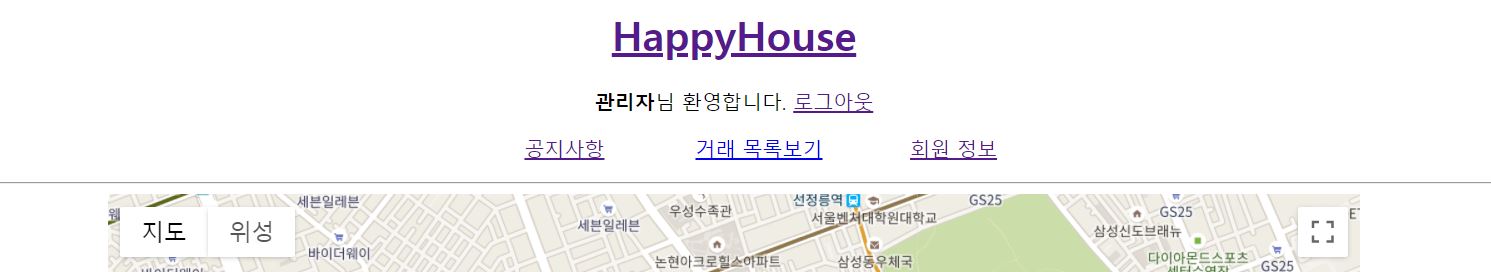 HappyHouse
관리자님 환영합니다. 로그아웃
공지사항 거래 목록보기 회원 정보
지도 위성
세븐일레븐
바이더웨이
세븐일레븐
우성수족관
논현아크로힐스아파트
선정릉역
서울벤처대학원대학교
삼성동우체국
GS25
GS25
삼성신도브래뉴
다이아몬드스포츠
GS25